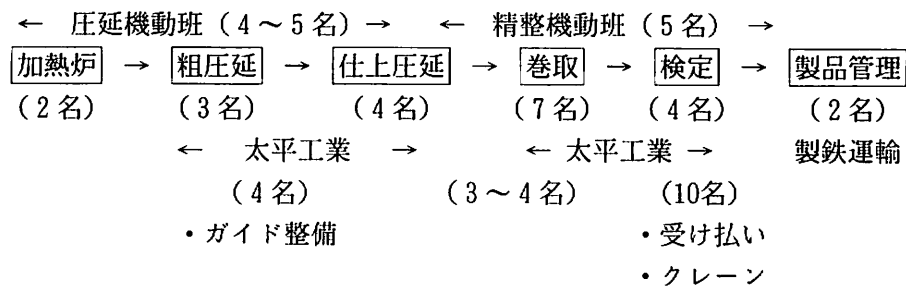 ← 圧延機動班（4～5名）→ ← 精整機動班（5名） →
加熱炉 → 粗圧延 → 仕上圧延 → 巻取 → 検定 → 製品管理
（2名） （3名） （4名） （7名） （4名） （2名）
← 太平工業 → ← 太平工業 → 製鉄運輸
（4名） （3～4名） （10名）
・ガイド整備 ・受け払い
・クレーン